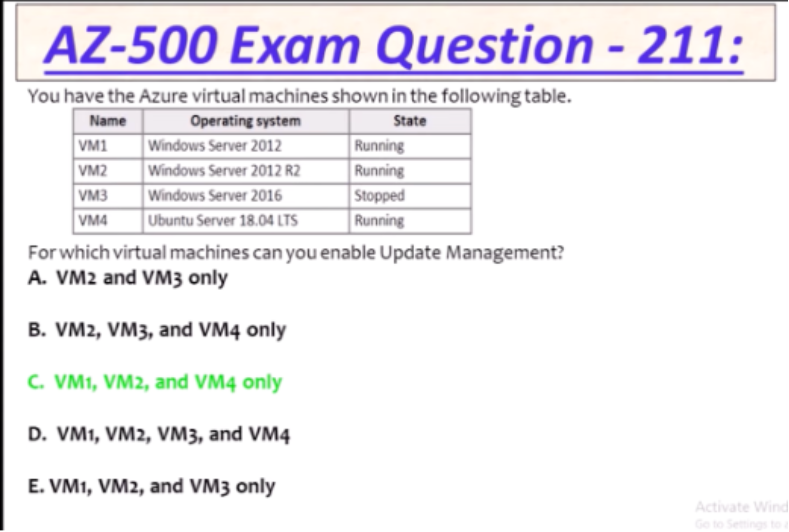 AZ-500 Exam Question - 211:
You have the Azure virtual machines shown in the following table.
Name Operating system State
VM1 Windows Server 2012 Running
VM2 Windows Server 2012 R2 Running
VM3 Windows Server 2016 Stopped
VM4 Ubuntu Server 18.04 LTS Running
For which virtual machines can you enable Update Management?
A. VM2 and VM3 only
B. VM2, VM3, and VM4 only
C. VM1, VM2, and VM4 only
D. VM1, VM2, VM3, and VM4
E. VM1, VM2, and VM3 only
Activate Wind
Go to Settings to a